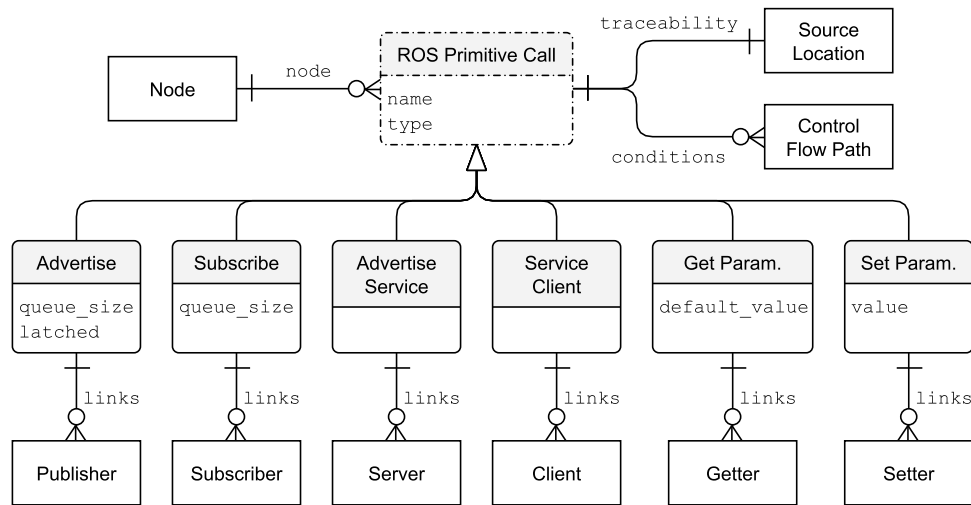 traceability
ROS Primitive Call
Source
Location
node
Node
name
type
Control
Flow Path
conditions
Advertise
Subscribe
Advertise
Service
Service
Client
Get Param.
Set Param.
queue_size
latched
queue_size
default_value
value
links
links
links
links
links
links
Publisher
Subscriber
Server
Client
Getter
Setter